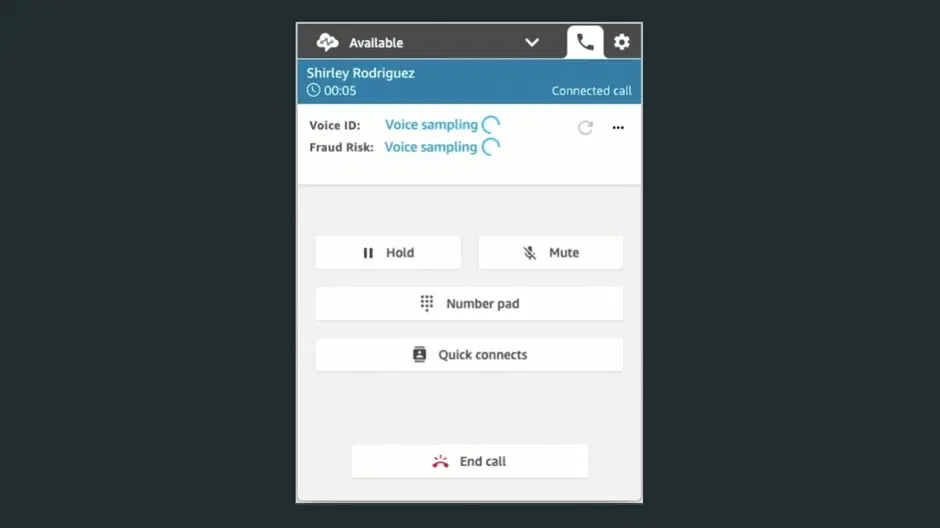 Available
Shirley Rodriguez
00:05 Connected call
Voice ID: Voice sampling
Fraud Risk: Voice sampling
Hold Mute
Number pad
Quick connects
End call